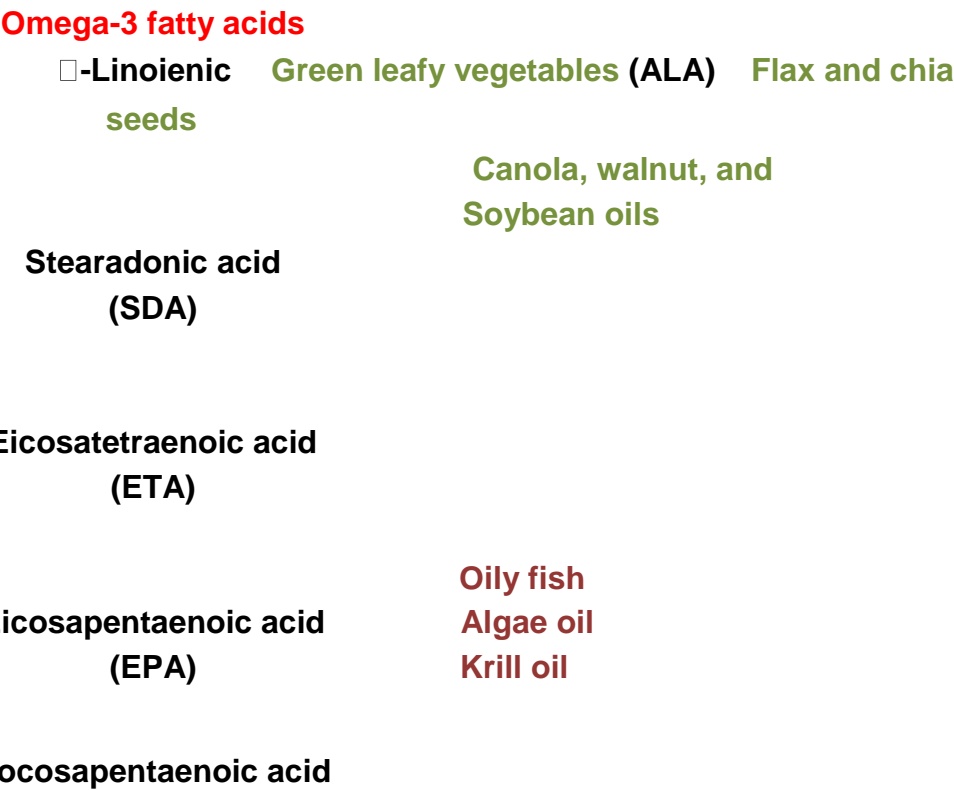 Omega-3 fatty acids
□-Linoienic Green leafy vegetables (ALA) Flax and chia
seeds
Canola, walnut, and
Soybean oils
Stearadonic acid
(SDA)
Eicosatetraenoic acid
(ETA)
Oily fish
icosapentaenoic acid Algae oil
(EPA) Krill oil
ocosapentaenoic acid